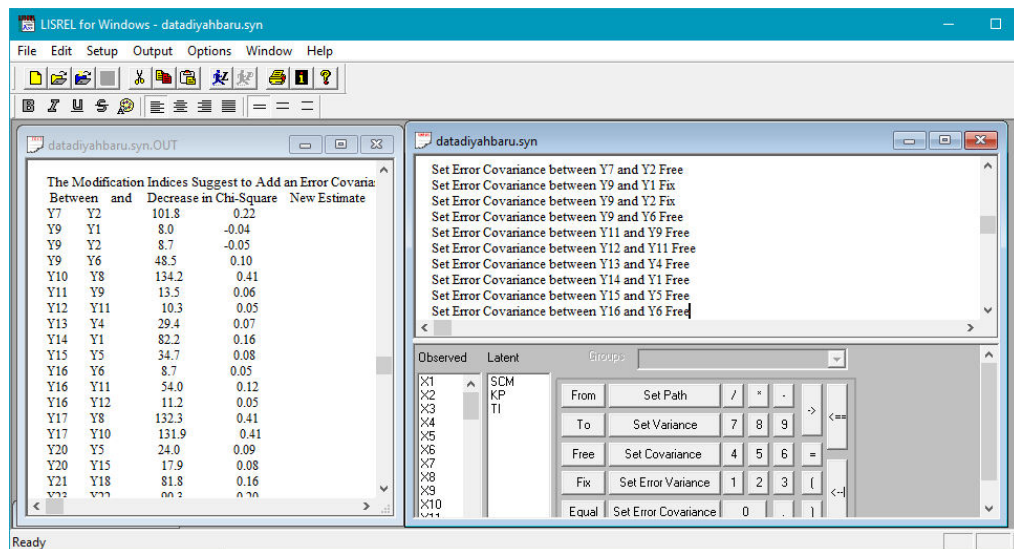 LISREL for Windows - datadiyahbaru.syn
File Edit Setup Output Options Window Help
B I U S
datadiyahbaru.syn.OUT
The Modification Indices Suggest to Add an Error Covaria
Between and Decrease in Chi-Square New Estimate
Y7 Y2 101.8 0.22
Y9 Y1 8.0 -0.04
Y9 Y2 8.7 -0.05
Y9 Y6 48.5 0.10
Y10 Y8 134.2 0.41
Y11 Y9 13.5 0.06
Y12 Y11 10.3 0.05
Y13 Y4 29.4 0.07
Y14 Y1 82.2 0.16
Y15 Y5 34.7 0.08
Y16 Y6 8.7 0.05
Y16 Y11 54.0 0.12
Y16 Y12 11.2 0.05
Y17 Y8 132.3 0.41
Y17 Y10 131.9 0.41
Y20 Y5 24.0 0.09
Y20 Y15 17.9 0.08
Y21 Y18 81.8 0.16
Y23 Y22 90.3 0.20
datadiyahbaru.syn
Set Error Covariance between Y7 and Y2 Free
Set Error Covariance between Y9 and Y1 Fix
Set Error Covariance between Y9 and Y2 Fix
Set Error Covariance between Y9 and Y6 Free
Set Error Covariance between Y11 and Y9 Free
Set Error Covariance between Y12 and Y11 Free
Set Error Covariance between Y13 and Y4 Free
Set Error Covariance between Y14 and Y1 Free
Set Error Covariance between Y15 and Y5 Free
Set Error Covariance between Y16 and Y6 Free
Observed Latent Groups
X1
X2
X3
X4
X5
X6
X7
X8
X9
X10
X11
SCM
KP
TI
From Set Path / * - -> <==
To Set Variance 7 8 9
Free Set Covariance 4 5 6 =
Fix Set Error Variance 1 2 3 ( <--|
Equal Set Error Covariance 0 . )
Ready